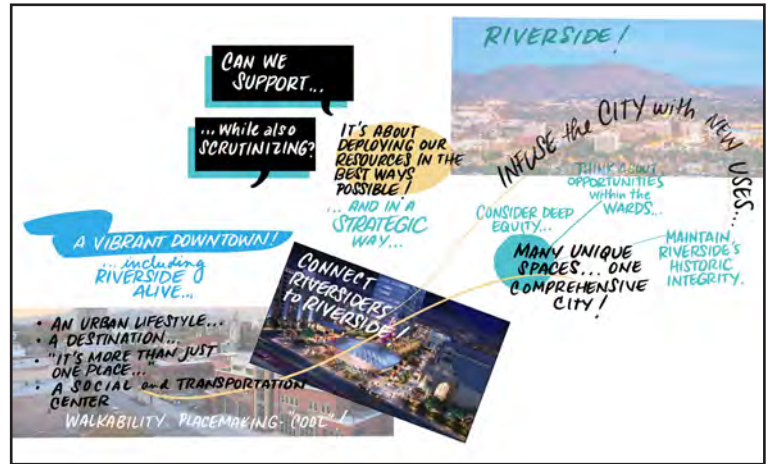 RIVERSIDE!
CAN WE
SUPPORT...
...While also
SCRUTINIZING?
IT'S ABOUT
DEPLOYING OUR
RESOURCES IN THE
BEST WAYS
POSSIBLE!
...AND IN A
STRATEGIC
WAY...
INFUSE the CITY with NEW USES...
THINK ABOUT
OPPORTUNITIES
within the
WARDS...
CONSIDER DEEP
EQUITY...
MANY UNIQUE
SPACES... ONE
COMPREHENSIVE
CITY!
MAINTAIN
RIVERSIDE'S
HISTORIC
INTEGRITY.
A VIBRANT DOWNTOWN!
...including
RIVERSIDE
ALIVE...
CONNECT
RIVERSIDERS
to RIVERSIDE!
• AN URBAN LIFESTYLE...
• A DESTINATION...
• "IT'S MORE THAN JUST
ONE PLACE..."
• A SOCIAL and TRANSPORTATION
CENTER
WALKABILITY. PLACEMAKING. "COOL"!